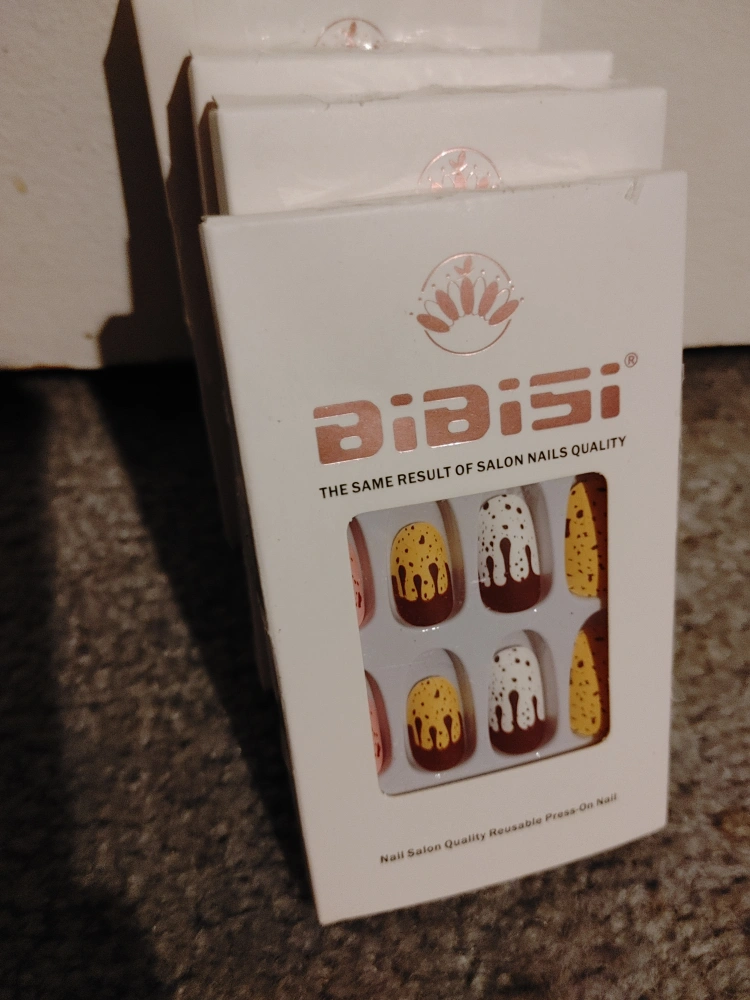 BiBiSi®
THE SAME RESULT OF SALON NAILS QUALITY
Nail Salon Quality Reusable Press-On Nail